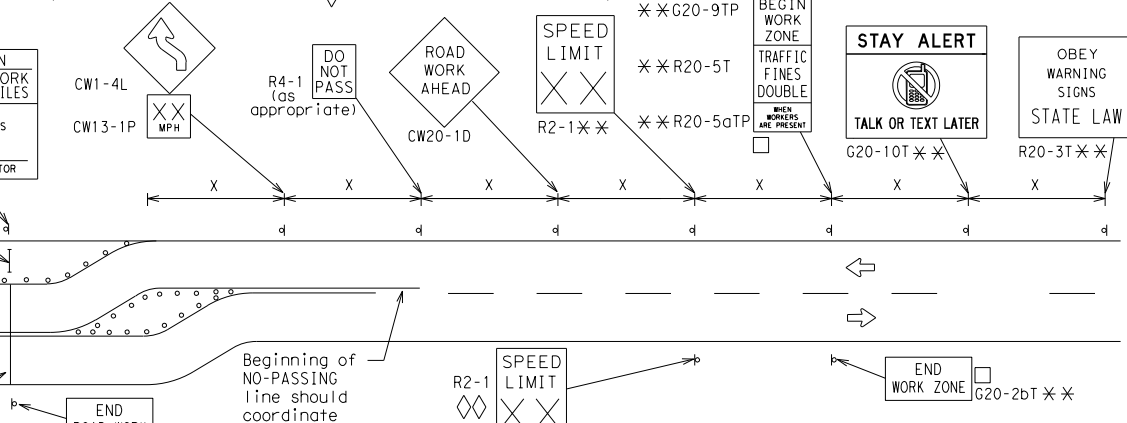 CW1-4L
CW13-1P
X X
MPH
R4-1
(as
appropriate)
DO
NOT
PASS
ROAD
WORK
AHEAD
CW20-1D
SPEED
LIMIT
X X
R2-1**
**G20-9TP
**R20-5T
**R20-5aTP
BEGIN
WORK
ZONE
TRAFFIC
FINES
DOUBLE
WHEN
WORKERS
ARE PRESENT
STAY ALERT
TALK OR TEXT LATER
G20-10T**
OBEY
WARNING
SIGNS
STATE LAW
R20-3T**
N
ORK
ILES
S
TOR
X X X X X X X
Beginning of
NO-PASSING
line should
coordinate
R2-1
SPEED
LIMIT
X X
END
WORK ZONE
G20-2bT**
END